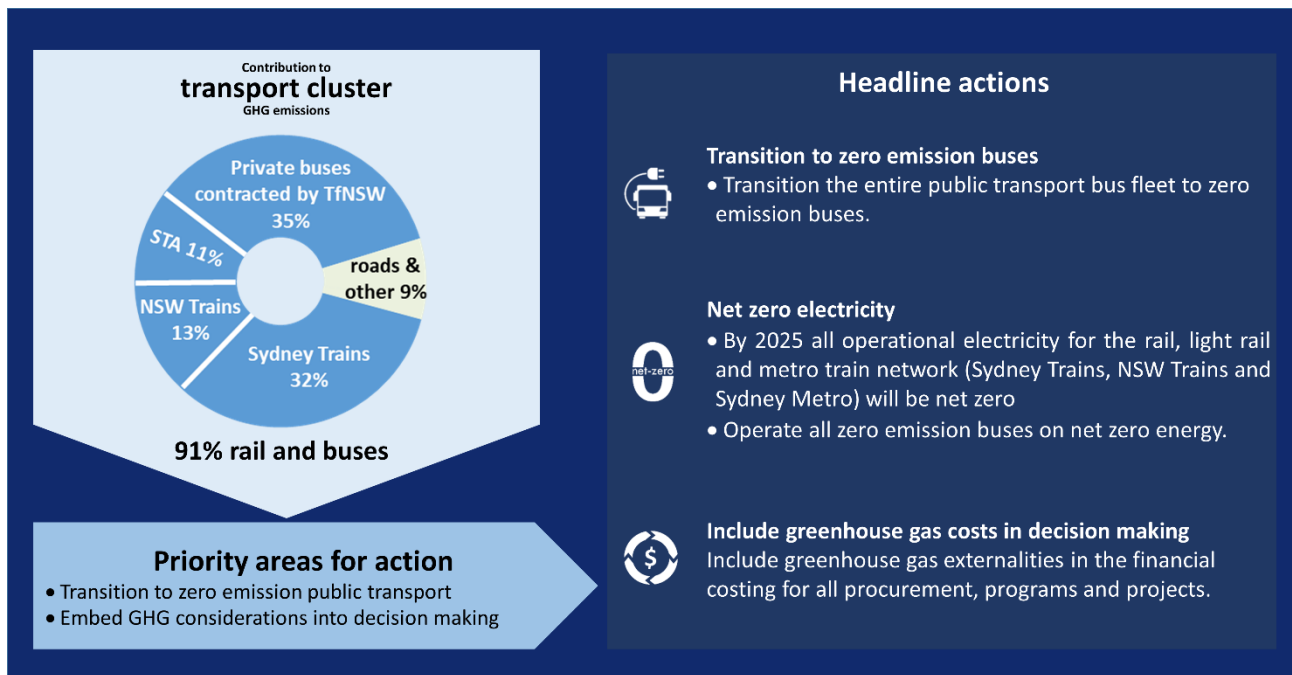 Contribution to
transport cluster
GHG emissions
Private buses
contracted by TfNSW
35%
STA 11%
roads &
other 9%
NSW Trains
13%
Sydney Trains
32%
91% rail and buses
Priority areas for action
• Transition to zero emission public transport
• Embed GHG considerations into decision making
Headline actions
Transition to zero emission buses
• Transition the entire public transport bus fleet to zero
emission buses.
net-zero
Net zero electricity
• By 2025 all operational electricity for the rail, light rail
and metro train network (Sydney Trains, NSW Trains and
Sydney Metro) will be net zero
• Operate all zero emission buses on net zero energy.
$
Include greenhouse gas costs in decision making
Include greenhouse gas externalities in the financial
costing for all procurement, programs and projects.